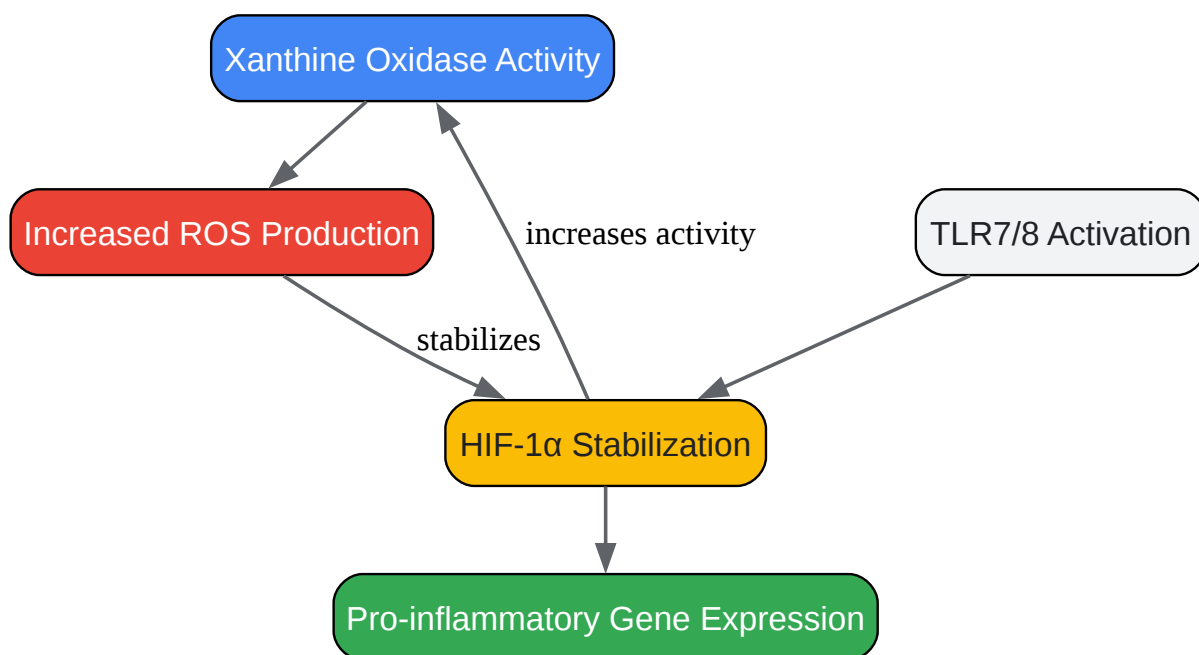 Xanthine Oxidase Activity
Increased ROS Production
increases activity
TLR7/8 Activation
stabilizes
HIF-1α Stabilization
Pro-inflammatory Gene Expression